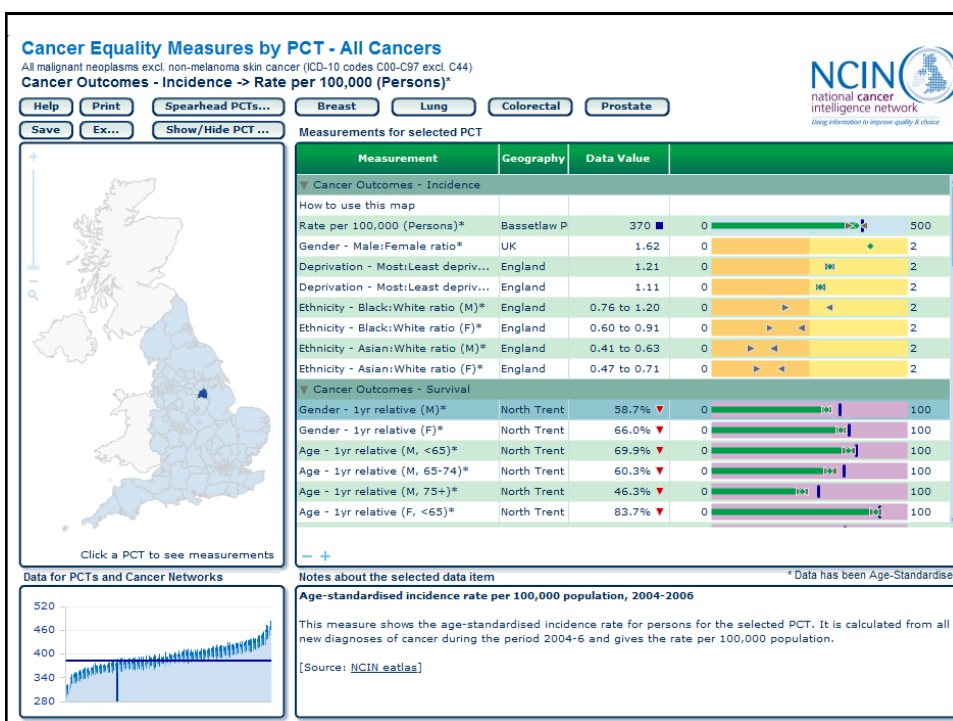 Cancer Equality Measures by PCT - All Cancers
All malignant neoplasms excl. non-melanoma skin cancer (ICD-10 codes C00-C97 excl. C44)
Cancer Outcomes - Incidence -> Rate per 100,000 (Persons)*
NCIN
national cancer
intelligence network
Using information to improve quality & choice
Help Print Spearhead PCTs... Breast Lung Colorectal Prostate
Save Ex... Show/Hide PCT ... Measurements for selected PCT
Measurement Geography Data Value
Cancer Outcomes - Incidence
How to use this map
Rate per 100,000 (Persons)* Bassetlaw P 370 0 500
Gender - Male:Female ratio* UK 1.62 0 2
Deprivation - Most:Least depriv... England 1.21 0 2
Deprivation - Most:Least depriv... England 1.11 0 2
Ethnicity - Black:White ratio (M)* England 0.76 to 1.20 0 2
Ethnicity - Black:White ratio (F)* England 0.60 to 0.91 0 2
Ethnicity - Asian:White ratio (M)* England 0.41 to 0.63 0 2
Ethnicity - Asian:White ratio (F)* England 0.47 to 0.71 0 2
Cancer Outcomes - Survival
Gender - 1yr relative (M)* North Trent 58.7% 0 100
Gender - 1yr relative (F)* North Trent 66.0% 0 100
Age - 1yr relative (M, <65)* North Trent 69.9% 0 100
Age - 1yr relative (M, 65-74)* North Trent 60.3% 0 100
Age - 1yr relative (M, 75+)* North Trent 46.3% 0 100
Age - 1yr relative (F, <65)* North Trent 83.7% 0 100
Click a PCT to see measurements
Data for PCTs and Cancer Networks
520
460
400
340
280
Notes about the selected data item * Data has been Age-Standardise
Age-standardised incidence rate per 100,000 population, 2004-2006
This measure shows the age-standardised incidence rate for persons for the selected PCT. It is calculated from all
new diagnoses of cancer during the period 2004-6 and gives the rate per 100,000 population.
[Source: NCIN eatlas]